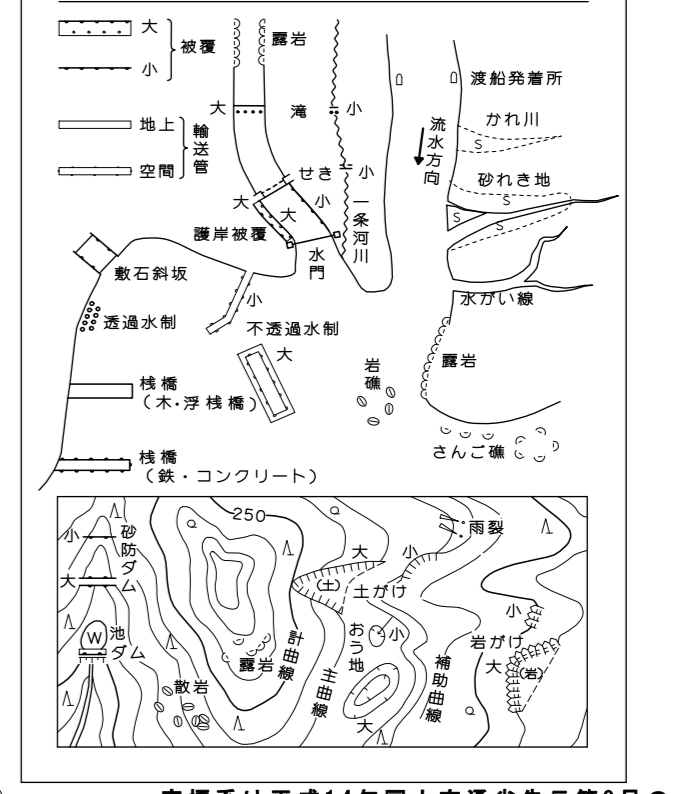 大
小
被覆
地上
空間
輸送管
露岩
大
滝
小
せき
小
大
大
小
護岸被覆
水門
一条河川
渡船発着所
流水方向
かれ川
S
砂れき地
S
S
S
水がい線
敷石斜坂
透過水制
小
不透過水制
大
露岩
岩礁
さんご礁
桟橋
(木・浮桟橋)
桟橋
(鉄・コンクリート)
小
砂防ダム
大
W
池
ダム
250
露岩
散岩
計曲線
主曲線
大
小
(土)
土がけ
おう地
小
大
補助曲線
雨裂
小
岩がけ
大
(岩)